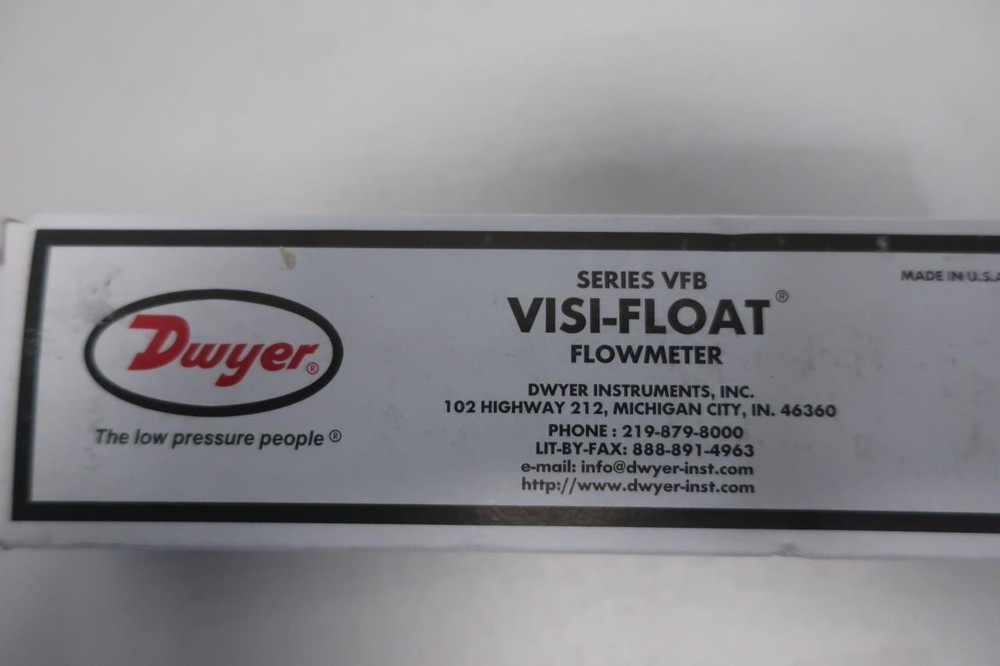 Dwyer®
The low pressure people ®
SERIES VFB
VISI-FLOAT®
FLOWMETER
DWYER INSTRUMENTS, INC.
102 HIGHWAY 212, MICHIGAN CITY, IN. 46360
PHONE : 219-879-8000
LIT-BY-FAX: 888-891-4963
e-mail: info@dwyer-inst.com
http://www.dwyer-inst.com
MADE IN U.S.A